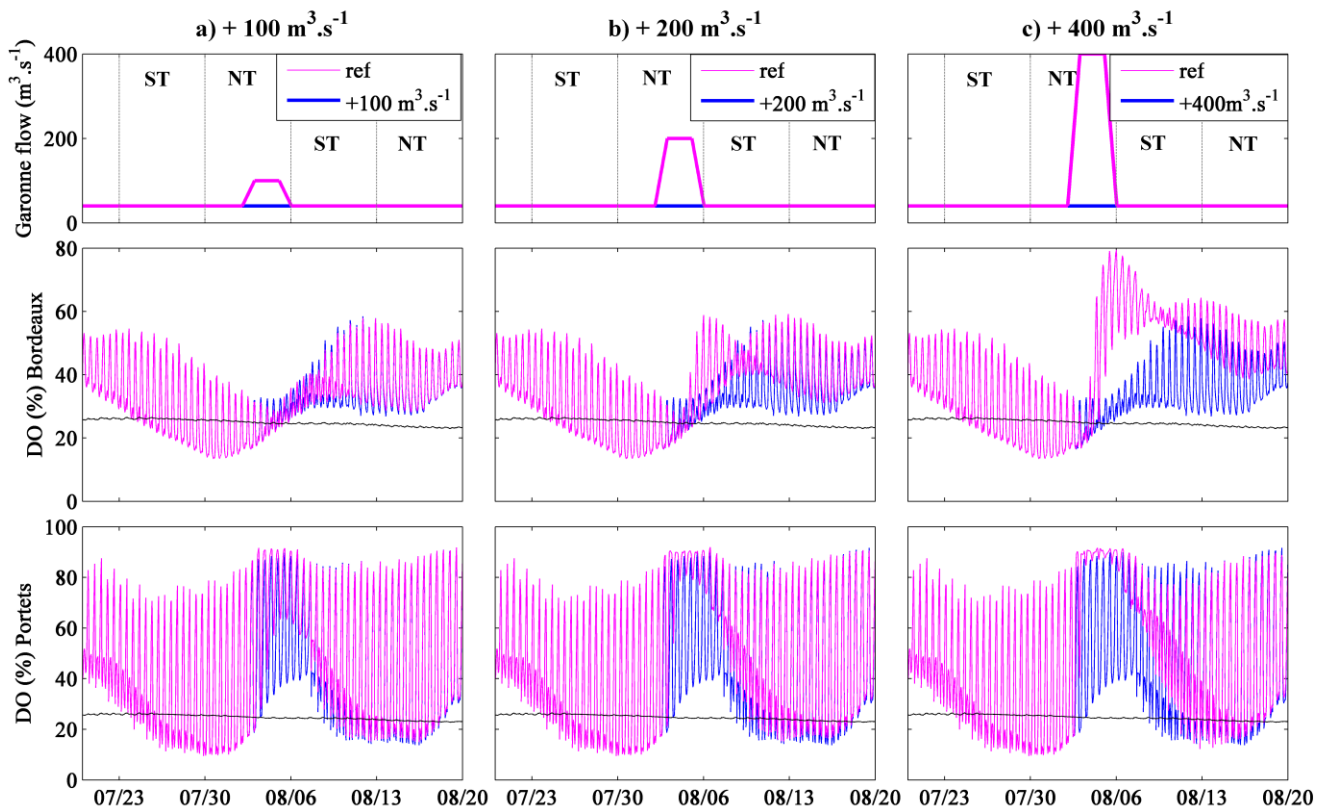 a) + 100 m³.s⁻¹
b) + 200 m³.s⁻¹
c) + 400 m³.s⁻¹
Garonne flow (m³.s⁻¹)
400
200
0
ST
NT
ST
NT
ref
+100 m³.s⁻¹
ST
NT
ST
NT
ref
+200 m³.s⁻¹
ST
NT
ST
NT
ref
+400m³.s⁻¹
DO (%) Bordeaux
80
60
40
20
0
DO (%) Portets
100
80
60
40
20
0
07/23
07/30
08/06
08/13
08/20
07/23
07/30
08/06
08/13
08/20
07/23
07/30
08/06
08/13
08/20